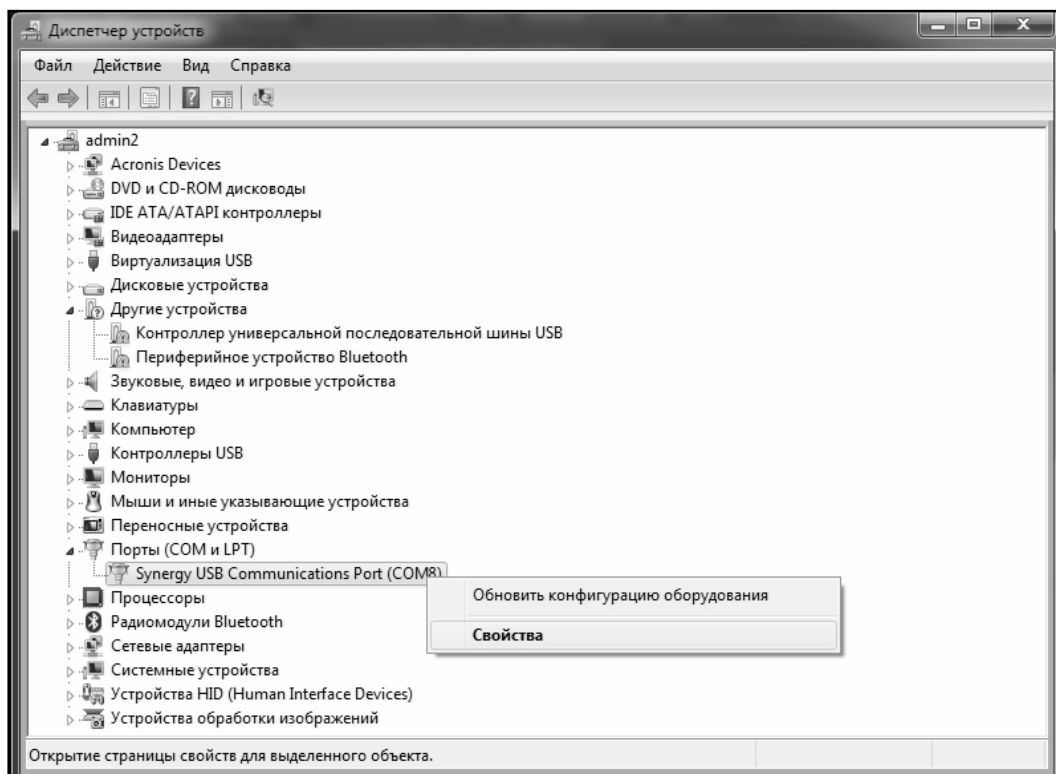 Диспетчер устройств
Файл Действие Вид Справка
admin2
Acronis Devices
DVD и CD-ROM дисководы
IDE ATA/ATAPI контроллеры
Видеоадаптеры
Виртуализация USB
Дисковые устройства
Другие устройства
Контроллер универсальной последовательной шины USB
Периферийное устройство Bluetooth
Звуковые, видео и игровые устройства
Клавиатуры
Компьютер
Контроллеры USB
Мониторы
Мыши и иные указывающие устройства
Переносные устройства
Порты (COM и LPT)
Synergy USB Communications Port (COM8)
Обновить конфигурацию оборудования
Свойства
Процессоры
Радиомодули Bluetooth
Сетевые адаптеры
Системные устройства
Устройства HID (Human Interface Devices)
Устройства обработки изображений
Открытие страницы свойств для выделенного объекта.